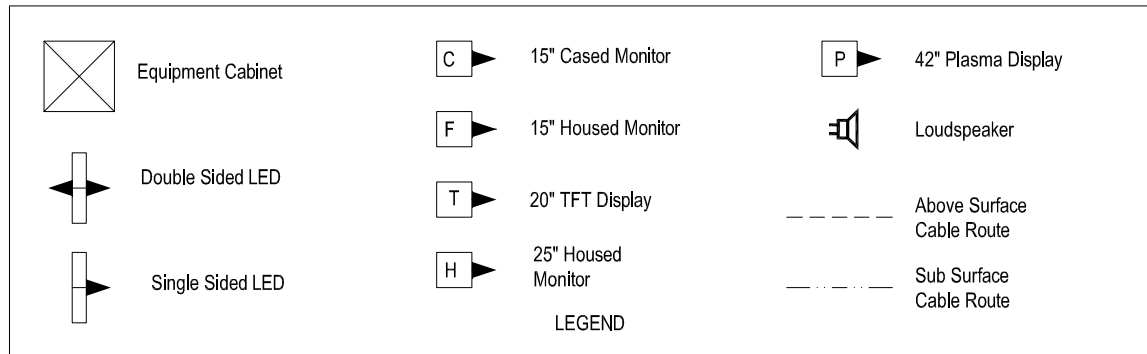 Equipment Cabinet
Double Sided LED
Single Sided LED
C
15" Cased Monitor
F
15" Housed Monitor
T
20" TFT Display
H
25" Housed
Monitor
LEGEND
P
42" Plasma Display
Loudspeaker
Above Surface
Cable Route
Sub Surface
Cable Route